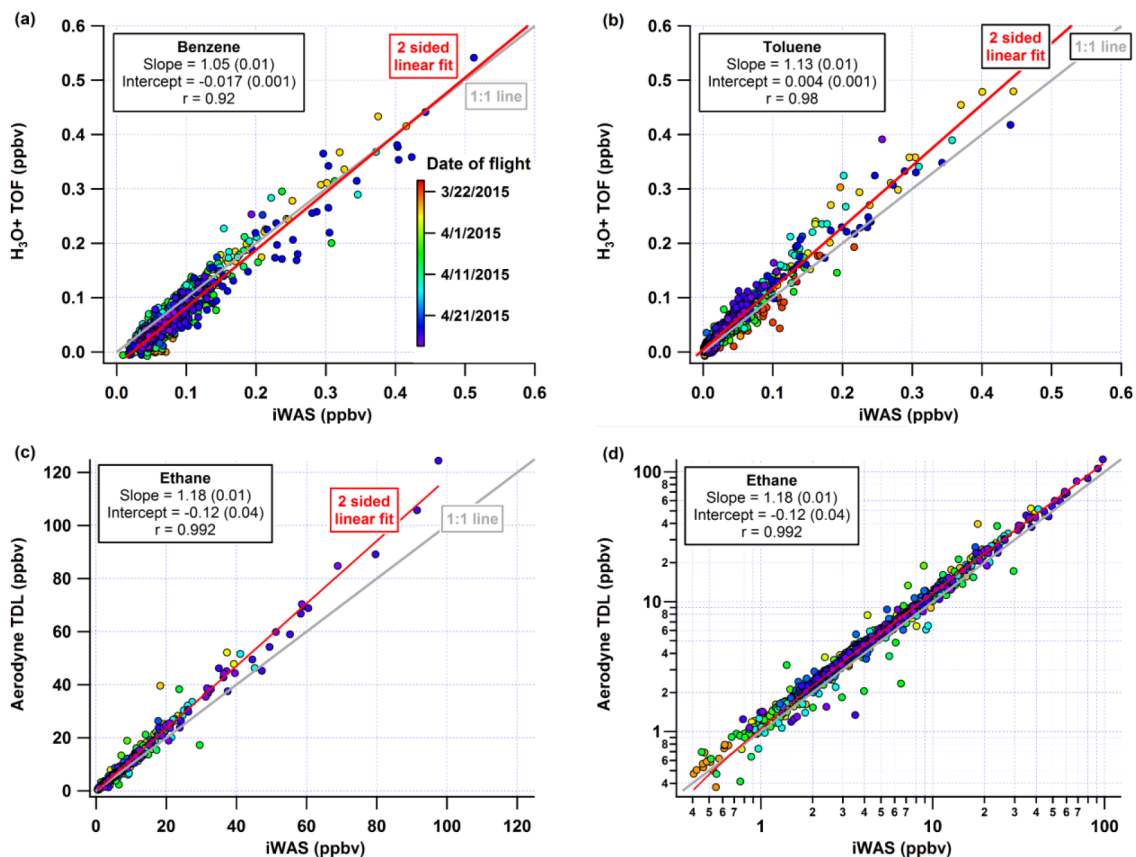 (a)
0.6
0.5
0.4
0.3
0.2
0.1
0.0
H3O+ TOF (ppbv)
Benzene
Slope = 1.05 (0.01)
Intercept = -0.017 (0.001)
r = 0.92
2 sided
linear fit
1:1 line
Date of flight
3/22/2015
4/1/2015
4/11/2015
4/21/2015
0.0 0.1 0.2 0.3 0.4 0.5 0.6
iWAS (ppbv)
(b)
0.6
0.5
0.4
0.3
0.2
0.1
0.0
H3O+ TOF (ppbv)
Toluene
Slope = 1.13 (0.01)
Intercept = 0.004 (0.001)
r = 0.98
2 sided
linear fit
1:1 line
0.0 0.1 0.2 0.3 0.4 0.5 0.6
iWAS (ppbv)
(c)
120
100
80
60
40
20
0
Aerodyne TDL (ppbv)
Ethane
Slope = 1.18 (0.01)
Intercept = -0.12 (0.04)
r = 0.992
2 sided
linear fit
1:1 line
0 20 40 60 80 100 120
iWAS (ppbv)
(d)
100
8
6
4
2
10
8
6
4
2
1
8
6
4
Aerodyne TDL (ppbv)
Ethane
Slope = 1.18 (0.01)
Intercept = -0.12 (0.04)
r = 0.992
4 5 6 7 1 2 3 4 5 6 7 10 2 3 4 5 6 7 100
iWAS (ppbv)